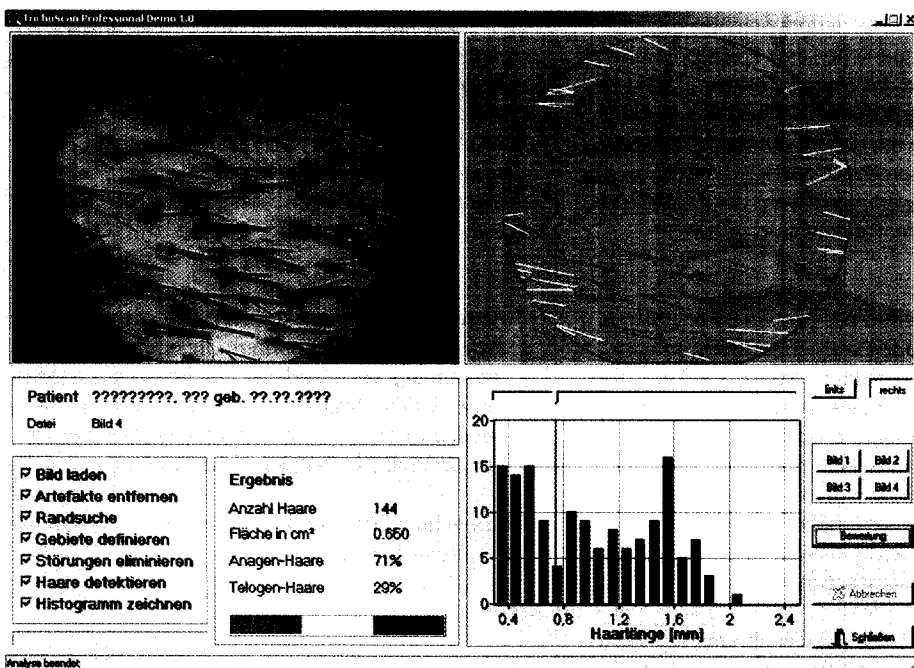 TrichoScan Professional Demo 1.0
Patient ?????????. ??? geb. ??.??.????
Datei Bild 4
Bild laden
Artefakte entfernen
Randsuche
Gebiete definieren
Störungen eliminieren
Haare detektieren
Histogramm zeichnen
Ergebnis
Anzahl Haare 144
Fläche in cm² 0.650
Anagen-Haare 71%
Telogen-Haare 29%
20
15
10
5
0
0,4 0,8 1,2 1,6 2 2,4
Haarlänge [mm]
links rechts
Bild 1 Bild 2
Bild 3 Bild 4
Bewertung
Abbrechen
Schließen
Analyse beendet